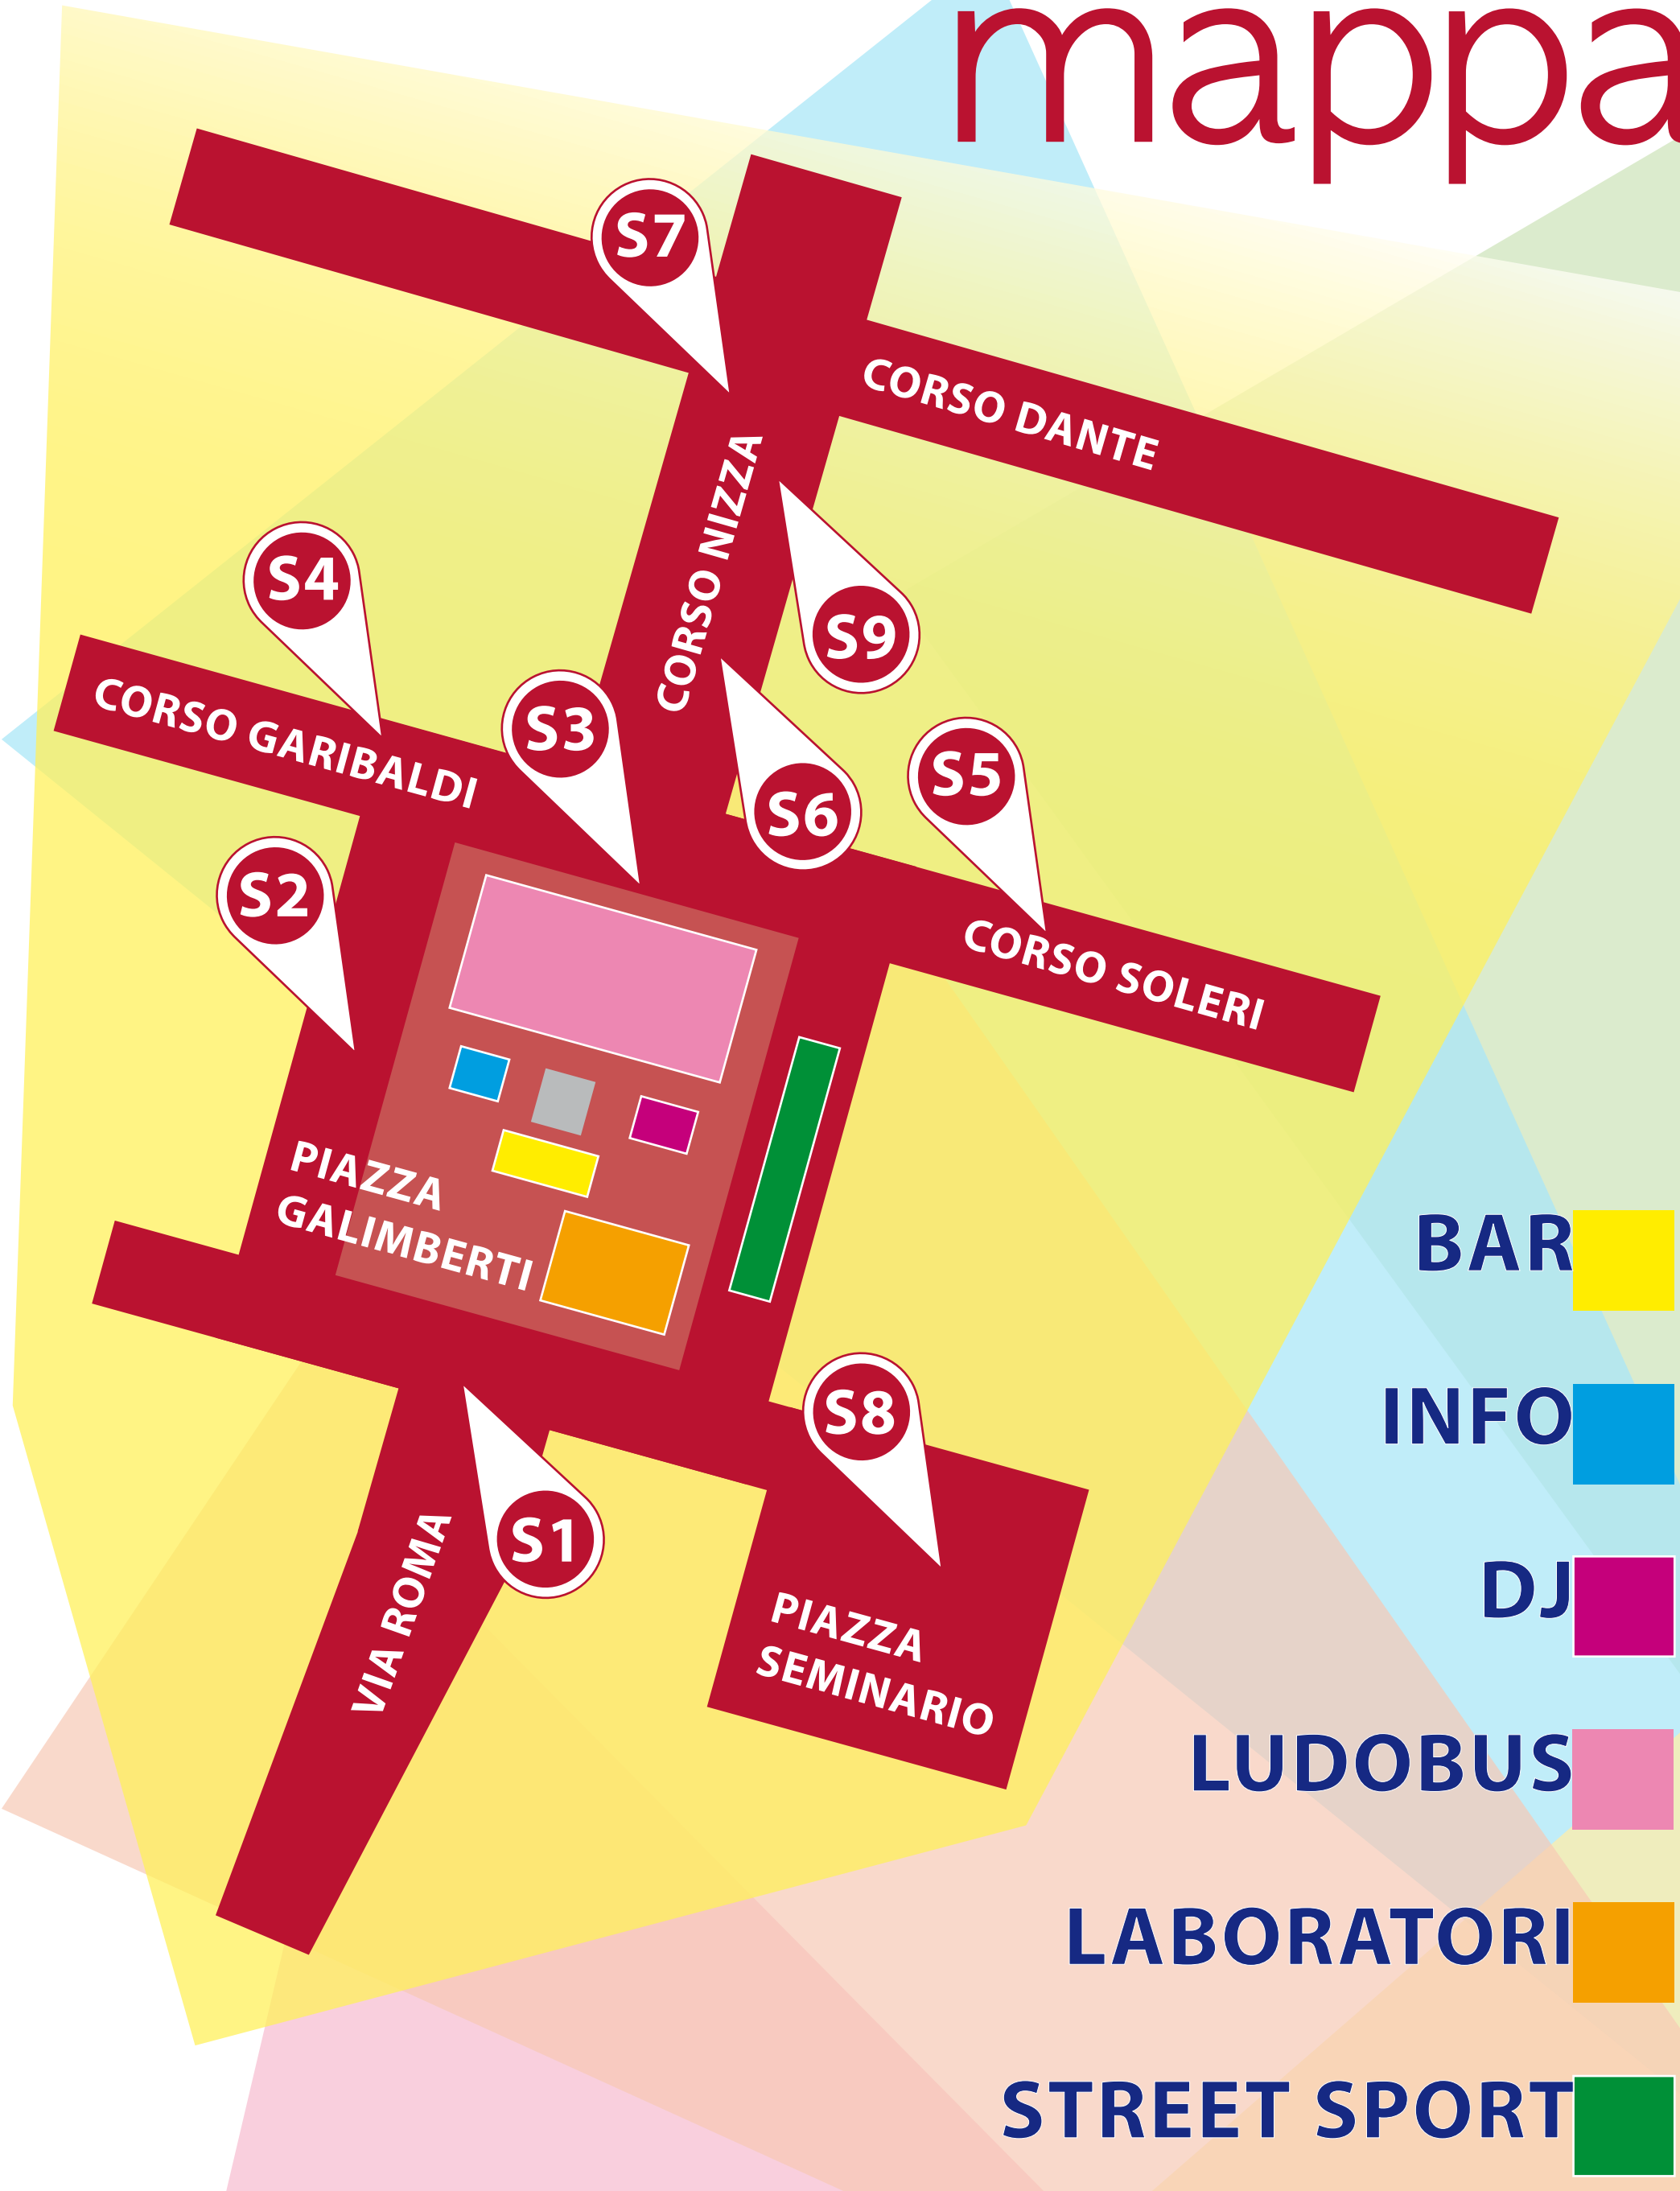 mappa
S7
CORSO DANTE
CORSO NIZZA
S4
S9
CORSO GARIBALDI
S3
S6
S5
S2
CORSO SOLERI
PIAZZA
GALIMBERTI
S8
S1
VIA ROMA
PIAZZA
SEMINARIO
BAR
INFO
DJ
LUDOBUS
LABORATORI
STREET SPORT